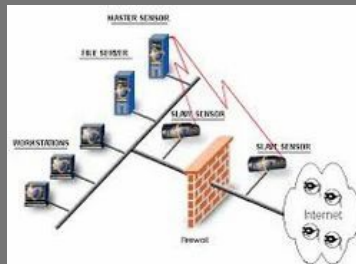 MASTER SENSOR
FILE SERVER
SLAVE SENSOR
WORKSTATIONS
SLAVE SENSOR
Internet
Firewall